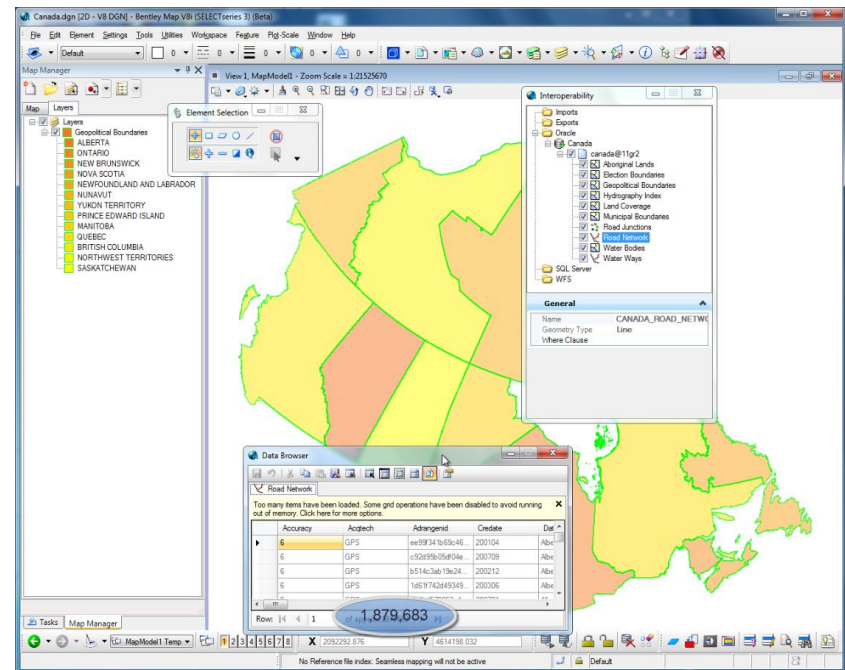 Canada.dgn [2D - V8 DGN] - Bentley Map V8i (SELECTseries 3) (Beta)
File Edit Element Settings Tools Utilities Workspace Feature Plot-Scale Window Help
Default 0 0 0 0 0
Map Manager
View 1, MapModel1 - Zoom Scale = 1:21525670
Map Layers
Layers
Geopolitical Boundaries
ALBERTA
ONTARIO
NEW BRUNSWICK
NOVA SCOTIA
NEWFOUNDLAND AND LABRADOR
NUNAVUT
YUKON TERRITORY
PRINCE EDWARD ISLAND
MANITOBA
QUEBEC
BRITISH COLUMBIA
NORTHWEST TERRITORIES
SASKATCHEWAN
Element Selection
Interoperability
Imports
Exports
Oracle
Canada
canada@11gr2
Aboriginal Lands
Election Boundaries
Geopolitical Boundaries
Hydrography Index
Land Coverage
Municipal Boundaries
Road Junctions
Road Network
Water Bodies
Water Ways
SQL Server
WFS
General
Name CANADA_ROAD_NETWO
Geometry Type Line
Where Clause
Data Browser
Road Network
Too many items have been loaded. Some grid operations have been disabled to avoid running
out of memory. Click here for more options.
Accuracy Acqtech Adrangenid Credate Dat
6 GPS ee99f341b69c46... 200104 Albe
6 GPS c92d95b05df04e... 200709 Albe
6 GPS b514c3ab19e24... 200212 Albe
6 GPS 1d61f742d49349... 200306 Albe
Row: 1 1,879,683
Tasks Map Manager
MapModel1 Temp 1 2 3 4 5 6 7 8 X 2092292.876 Y 4614198.032
No Reference file index: Seamless mapping will not be active Default